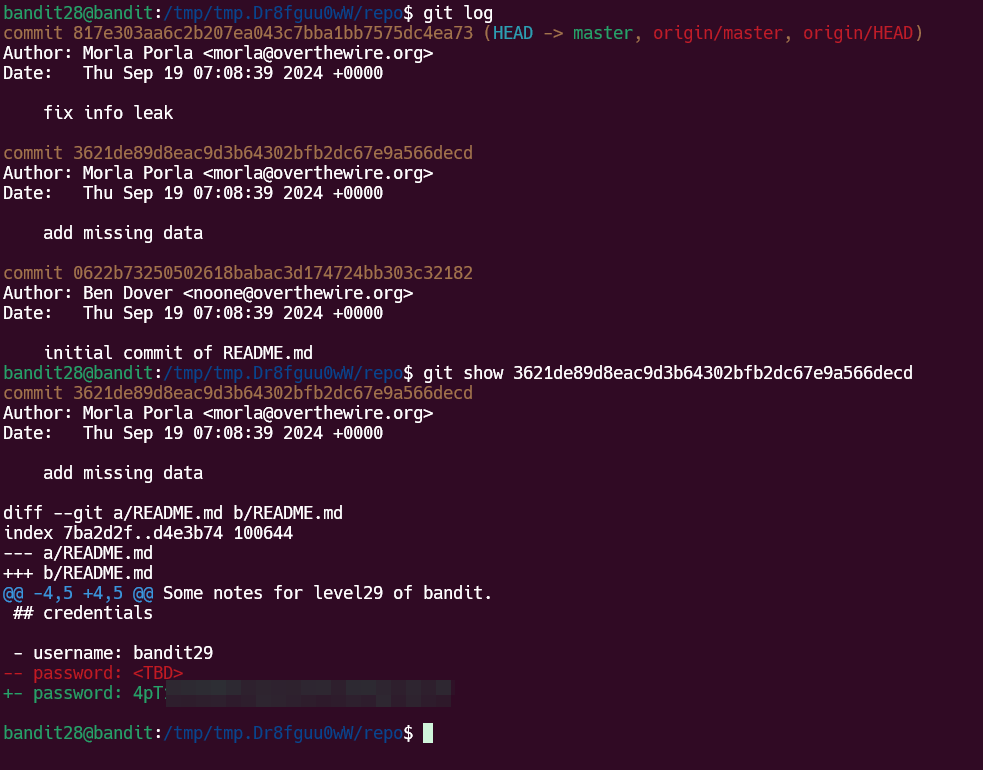 bandit28@bandit:/tmp/tmp.Dr8fguu0wW/repo$ git log
commit 817e303aa6c2b207ea043c7bba1bb7575dc4ea73 (HEAD -> master, origin/master, origin/HEAD)
Author: Morla Porla <morla@overthewire.org>
Date:   Thu Sep 19 07:08:39 2024 +0000
    fix info leak
commit 3621de89d8eac9d3b64302bfb2dc67e9a566decd
Author: Morla Porla <morla@overthewire.org>
Date:   Thu Sep 19 07:08:39 2024 +0000
    add missing data
commit 0622b73250502618babac3d174724bb303c32182
Author: Ben Dover <noone@overthewire.org>
Date:   Thu Sep 19 07:08:39 2024 +0000
    initial commit of README.md
bandit28@bandit:/tmp/tmp.Dr8fguu0wW/repo$ git show 3621de89d8eac9d3b64302bfb2dc67e9a566decd
commit 3621de89d8eac9d3b64302bfb2dc67e9a566decd
Author: Morla Porla <morla@overthewire.org>
Date:   Thu Sep 19 07:08:39 2024 +0000
    add missing data
diff --git a/README.md b/README.md
index 7ba2d2f..d4e3b74 100644
--- a/README.md
+++ b/README.md
@@ -4,5 +4,5 @@ Some notes for level29 of bandit.
 ## credentials
 - username: bandit29
-- password: <TBD>
+- password: 4pT
bandit28@bandit:/tmp/tmp.Dr8fguu0wW/repo$